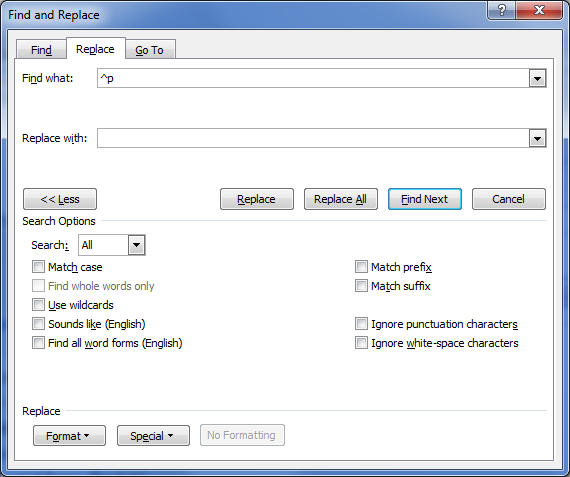 Find and Replace
Find Replace Go To
Find what: ^p
Replace with:
<< Less Replace Replace All Find Next Cancel
Search Options
Search: All
Match case Match prefix
Find whole words only Match suffix
Use wildcards
Sounds like (English) Ignore punctuation characters
Find all word forms (English) Ignore white-space characters
Replace
Format Special No Formatting